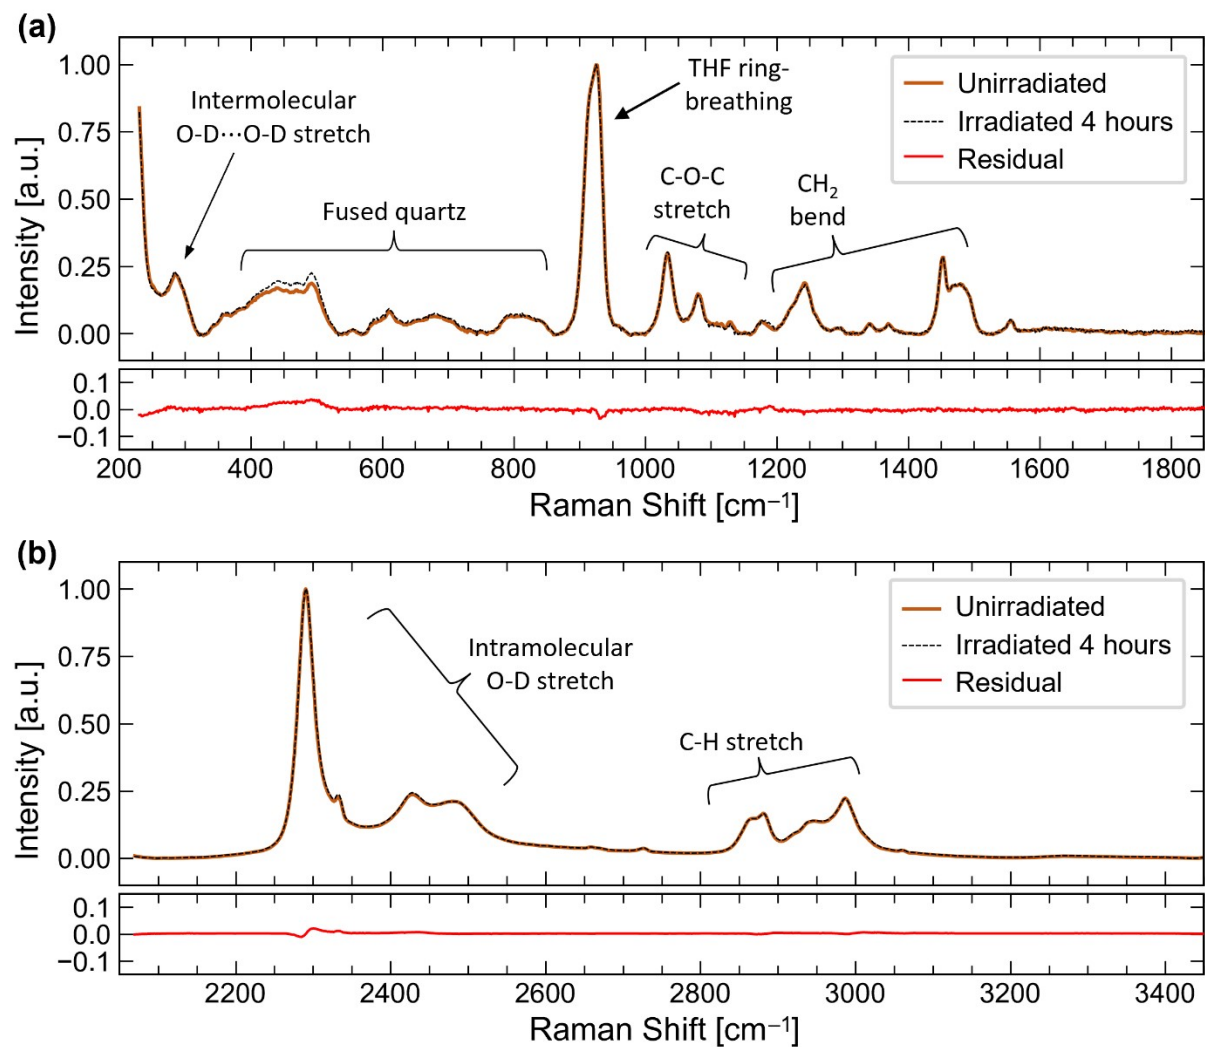 (a)
Intensity [a.u.]
1.00
0.75
0.50
0.25
0.00
Intermolecular
O-D···O-D stretch
Fused quartz
THF ring-
breathing
C-O-C
stretch
CH₂
bend
Unirradiated
Irradiated 4 hours
Residual
0.1
0.0
−0.1
200 400 600 800 1000 1200 1400 1600 1800
Raman Shift [cm⁻¹]
(b)
Intensity [a.u.]
1.00
0.75
0.50
0.25
0.00
Intramolecular
O-D stretch
C-H stretch
Unirradiated
Irradiated 4 hours
Residual
0.1
0.0
−0.1
2200 2400 2600 2800 3000 3200 3400
Raman Shift [cm⁻¹]